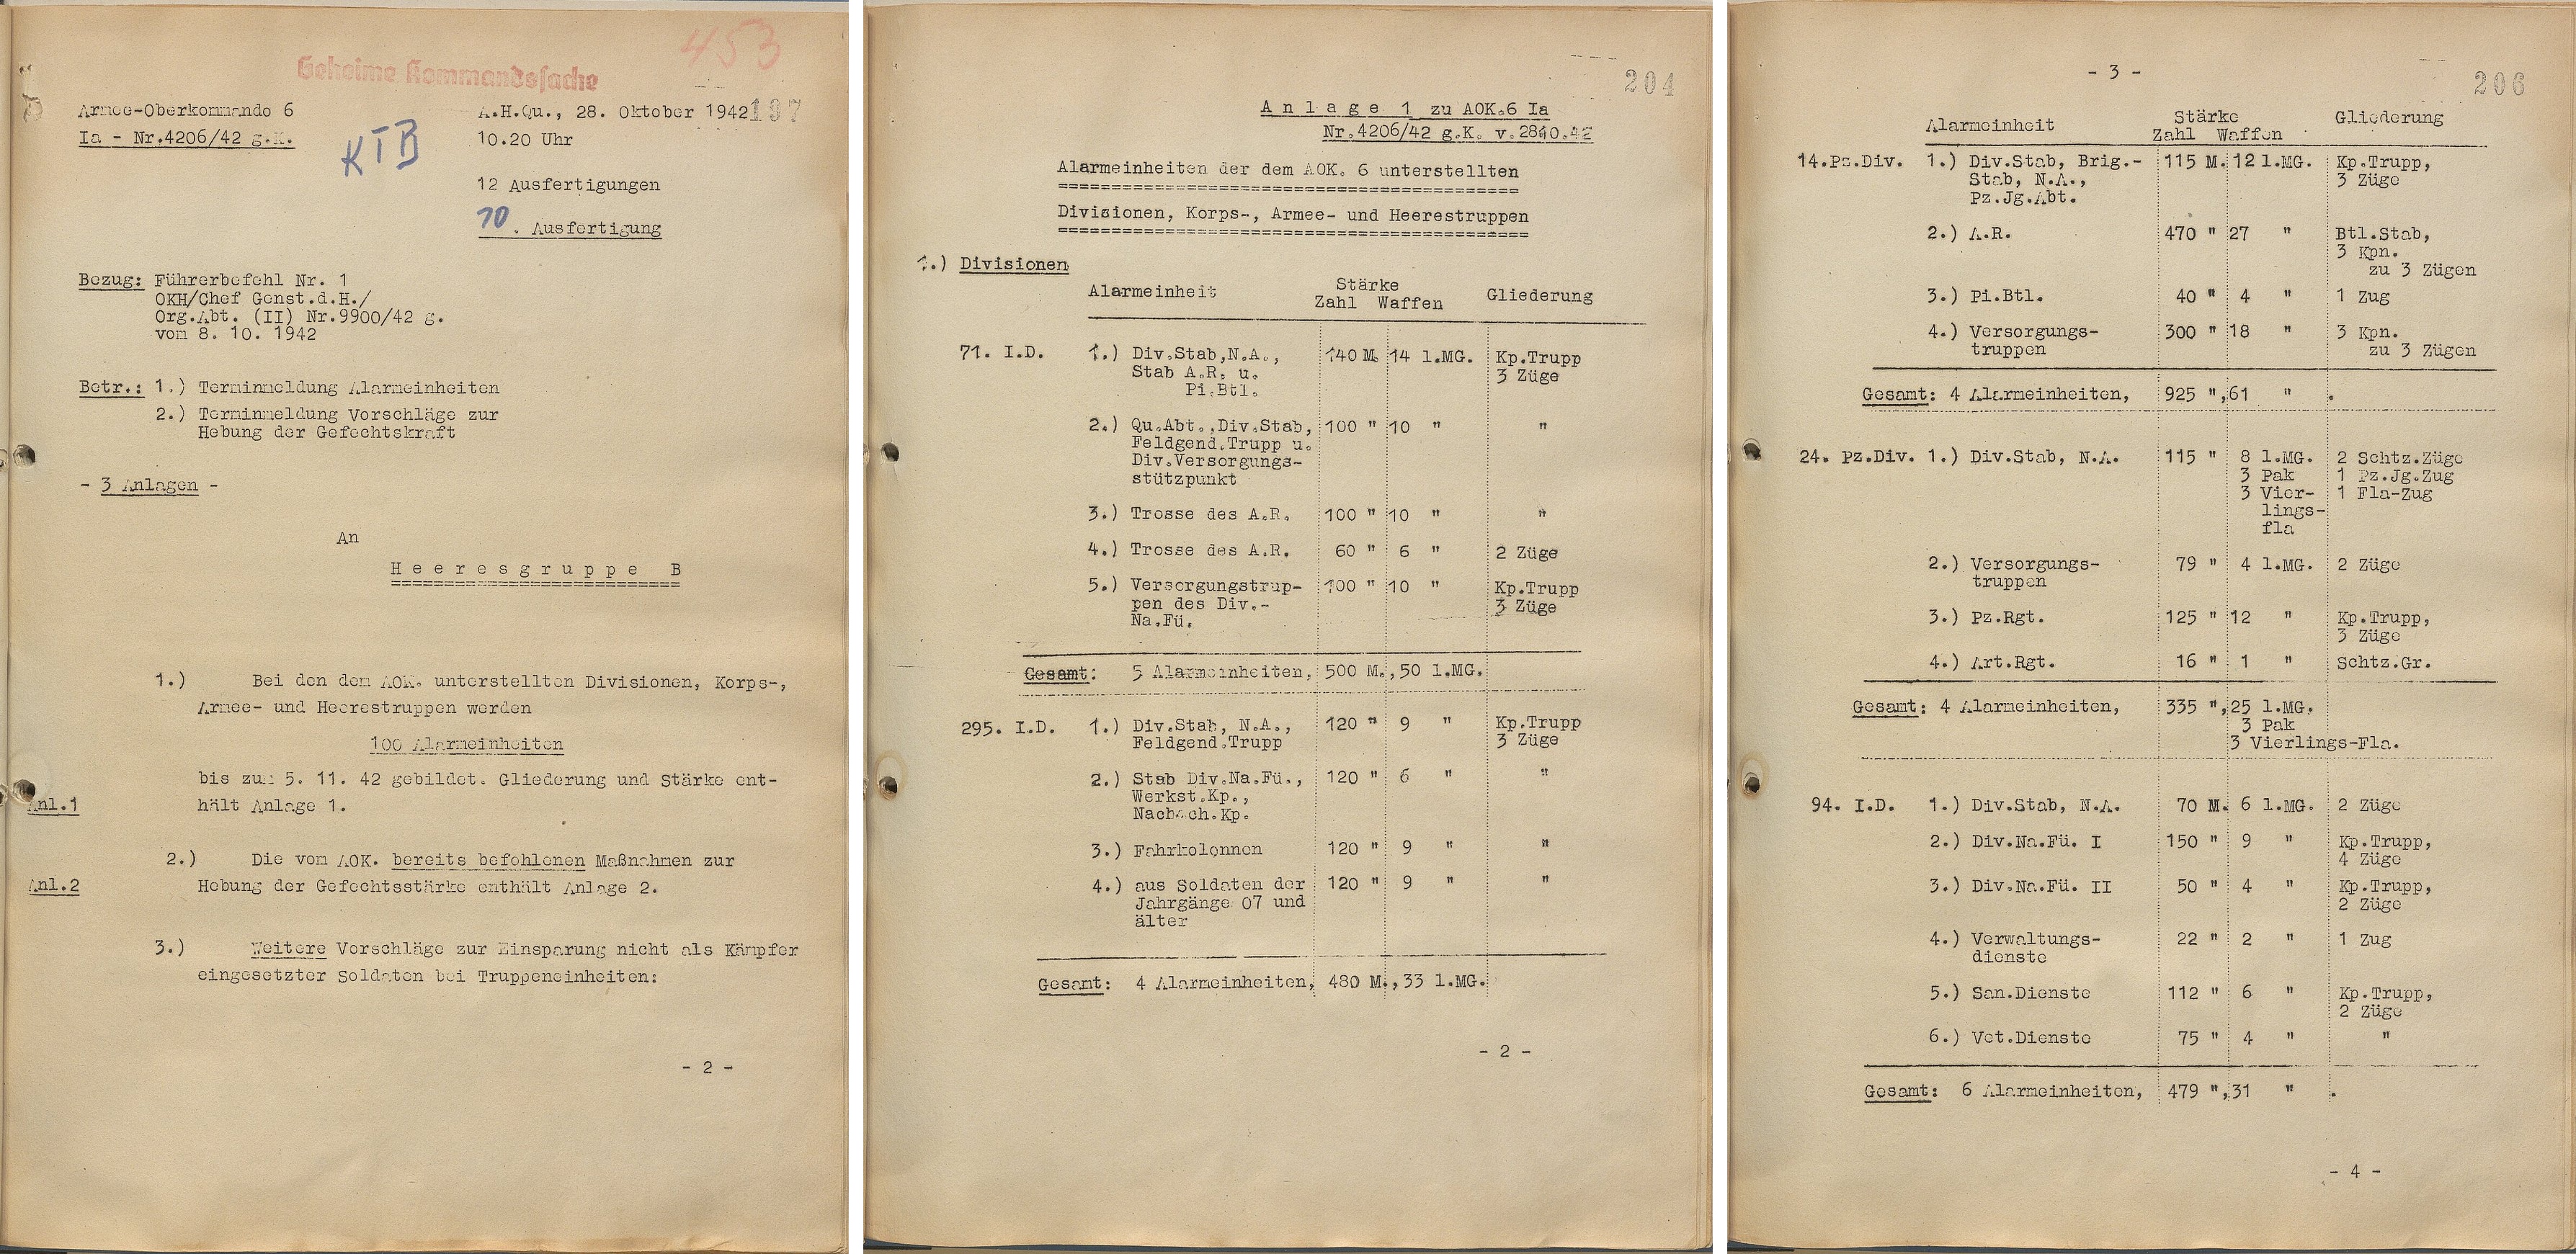 453
Geheime Kommandosache
Armee-Oberkommando 6
Ia - Nr.4206/42 g.K.
A.H.Qu., 28. Oktober 1942
197
10.20 Uhr
KTB
12 Ausfertigungen
10. Ausfertigung
Bezug: Führerbefehl Nr. 1
OKH/Chef Genst.d.H./
Org.Abt. (II) Nr.9900/42 g.
vom 8. 10. 1942
Betr.: 1.) Terminmeldung Alarmeinheiten
2.) Terminmeldung Vorschläge zur
Hebung der Gefechtskraft
- 3 Anlagen -
An
Heeresgruppe B
1.) Bei den dem AOK. unterstellten Divisionen, Korps-,
Armee- und Heerestruppen werden
100 Alarmeinheiten
bis zum 5. 11. 42 gebildet. Gliederung und Stärke ent-
Anl.1 hält Anlage 1.
2.) Die vom AOK. bereits befohlenen Maßnahmen zur
Anl.2 Hebung der Gefechtsstärke enthält Anlage 2.
3.) Weitere Vorschläge zur Einsparung nicht als Kämpfer
eingesetzter Soldaten bei Truppeneinheiten:
- 2 -
204
Anlage 1 zu AOK.6 Ia
Nr.4206/42 g.K. v.28.10.42
Alarmeinheiten der dem AOK. 6 unterstellten
Divisionen, Korps-, Armee- und Heerestruppen
1.) Divisionen
Alarmeinheit Stärke Gliederung
Zahl Waffen
71. I.D. 1.) Div.Stab,N.A., 140 M. 14 l.MG. Kp.Trupp
Stab A.R. u. 3 Züge
Pi.Btl.
2.) Qu.Abt.,Div.Stab, 100 " 10 " "
Feldgend.Trupp u.
Div.Versorgungs-
stützpunkt
3.) Trosse des A.R. 100 " 10 " "
4.) Trosse des A.R. 60 " 6 " 2 Züge
5.) Versorgungstrup- 100 " 10 " Kp.Trupp
pen des Div.- 3 Züge
Na.Fü.
Gesamt: 5 Alarmeinheiten, 500 M.,50 l.MG.
295. I.D. 1.) Div.Stab, N.A., 120 " 9 " Kp.Trupp
Feldgend.Trupp 3 Züge
2.) Stab Div.Na.Fü., 120 " 6 " "
Werkst.Kp.,
Nachsch.Kp.
3.) Fahrkolonnen 120 " 9 " "
4.) aus Soldaten der 120 " 9 " "
Jahrgänge 07 und
älter
Gesamt: 4 Alarmeinheiten, 480 M.,33 l.MG.
- 2 -
- 3 -
206
Alarmeinheit Stärke Gliederung
Zahl Waffen
14.Pz.Div. 1.) Div.Stab, Brig.- 115 M. 12 l.MG. Kp.Trupp,
Stab, N.A., 3 Züge
Pz.Jg.Abt.
2.) A.R. 470 " 27 " Btl.Stab,
3 Kpn.
zu 3 Zügen
3.) Pi.Btl. 40 " 4 " 1 Zug
4.) Versorgungs- 300 " 18 " 3 Kpn.
truppen zu 3 Zügen
Gesamt: 4 Alarmeinheiten, 925 ",61 " .
24. Pz.Div. 1.) Div.Stab, N.A. 115 " 8 l.MG. 2 Schtz.Züge
3 Pak 1 Pz.Jg.Zug
3 Vier- 1 Fla-Zug
lings-
fla
2.) Versorgungs- 79 " 4 l.MG. 2 Züge
truppen
3.) Pz.Rgt. 125 " 12 " Kp.Trupp,
3 Züge
4.) Art.Rgt. 16 " 1 " Schtz.Gr.
Gesamt: 4 Alarmeinheiten, 335 ",25 l.MG.
3 Pak
3 Vierlings-Fla.
94. I.D. 1.) Div.Stab, N.A. 70 M. 6 l.MG. 2 Züge
2.) Div.Na.Fü. I 150 " 9 " Kp.Trupp,
4 Züge
3.) Div.Na.Fü. II 50 " 4 " Kp.Trupp,
2 Züge
4.) Verwaltungs- 22 " 2 " 1 Zug
dienste
5.) San.Dienste 112 " 6 " Kp.Trupp,
2 Züge
6.) Vet.Dienste 75 " 4 " "
Gesamt: 6 Alarmeinheiten, 479 ",31 " .
- 4 -